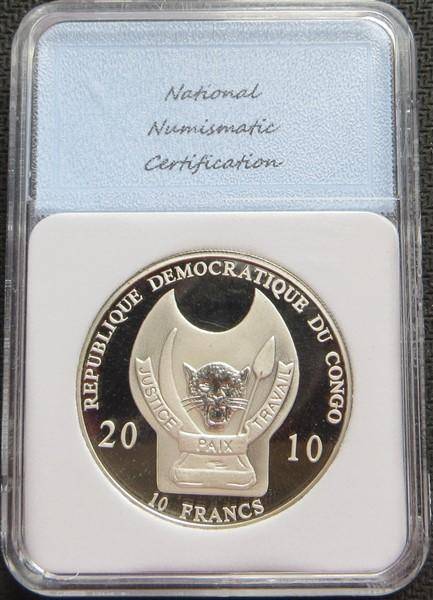 National
Numismatic
Certification
REPUBLIQUE DEMOCRATIQUE DU CONGO
JUSTICE PAIX TRAVAIL
20 10
10 FRANCS